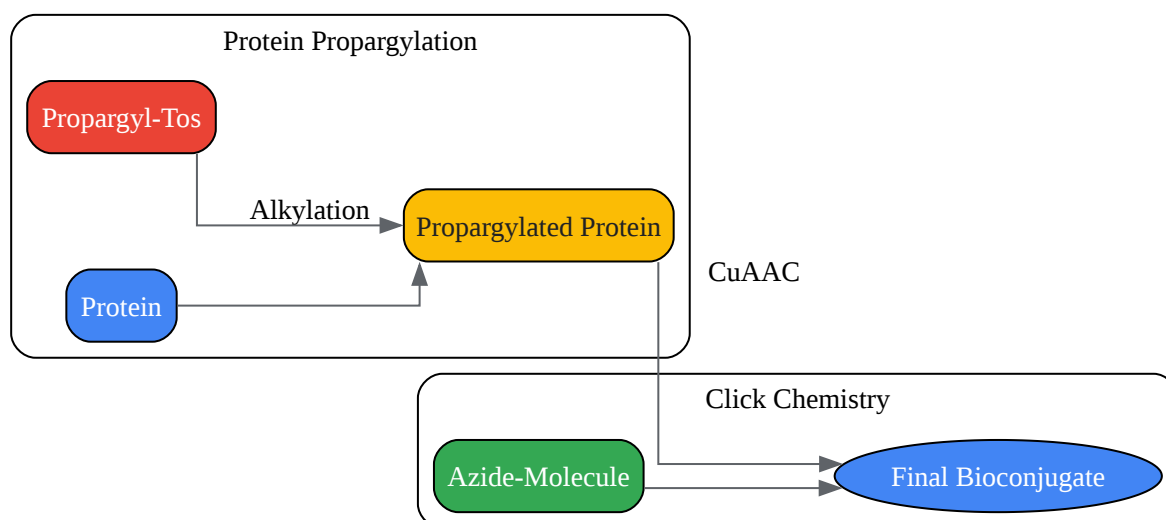 Protein Propargylation
Propargyl-Tos
Alkylation
Propargylated Protein
Protein
CuAAC
Click Chemistry
Azide-Molecule
Final Bioconjugate